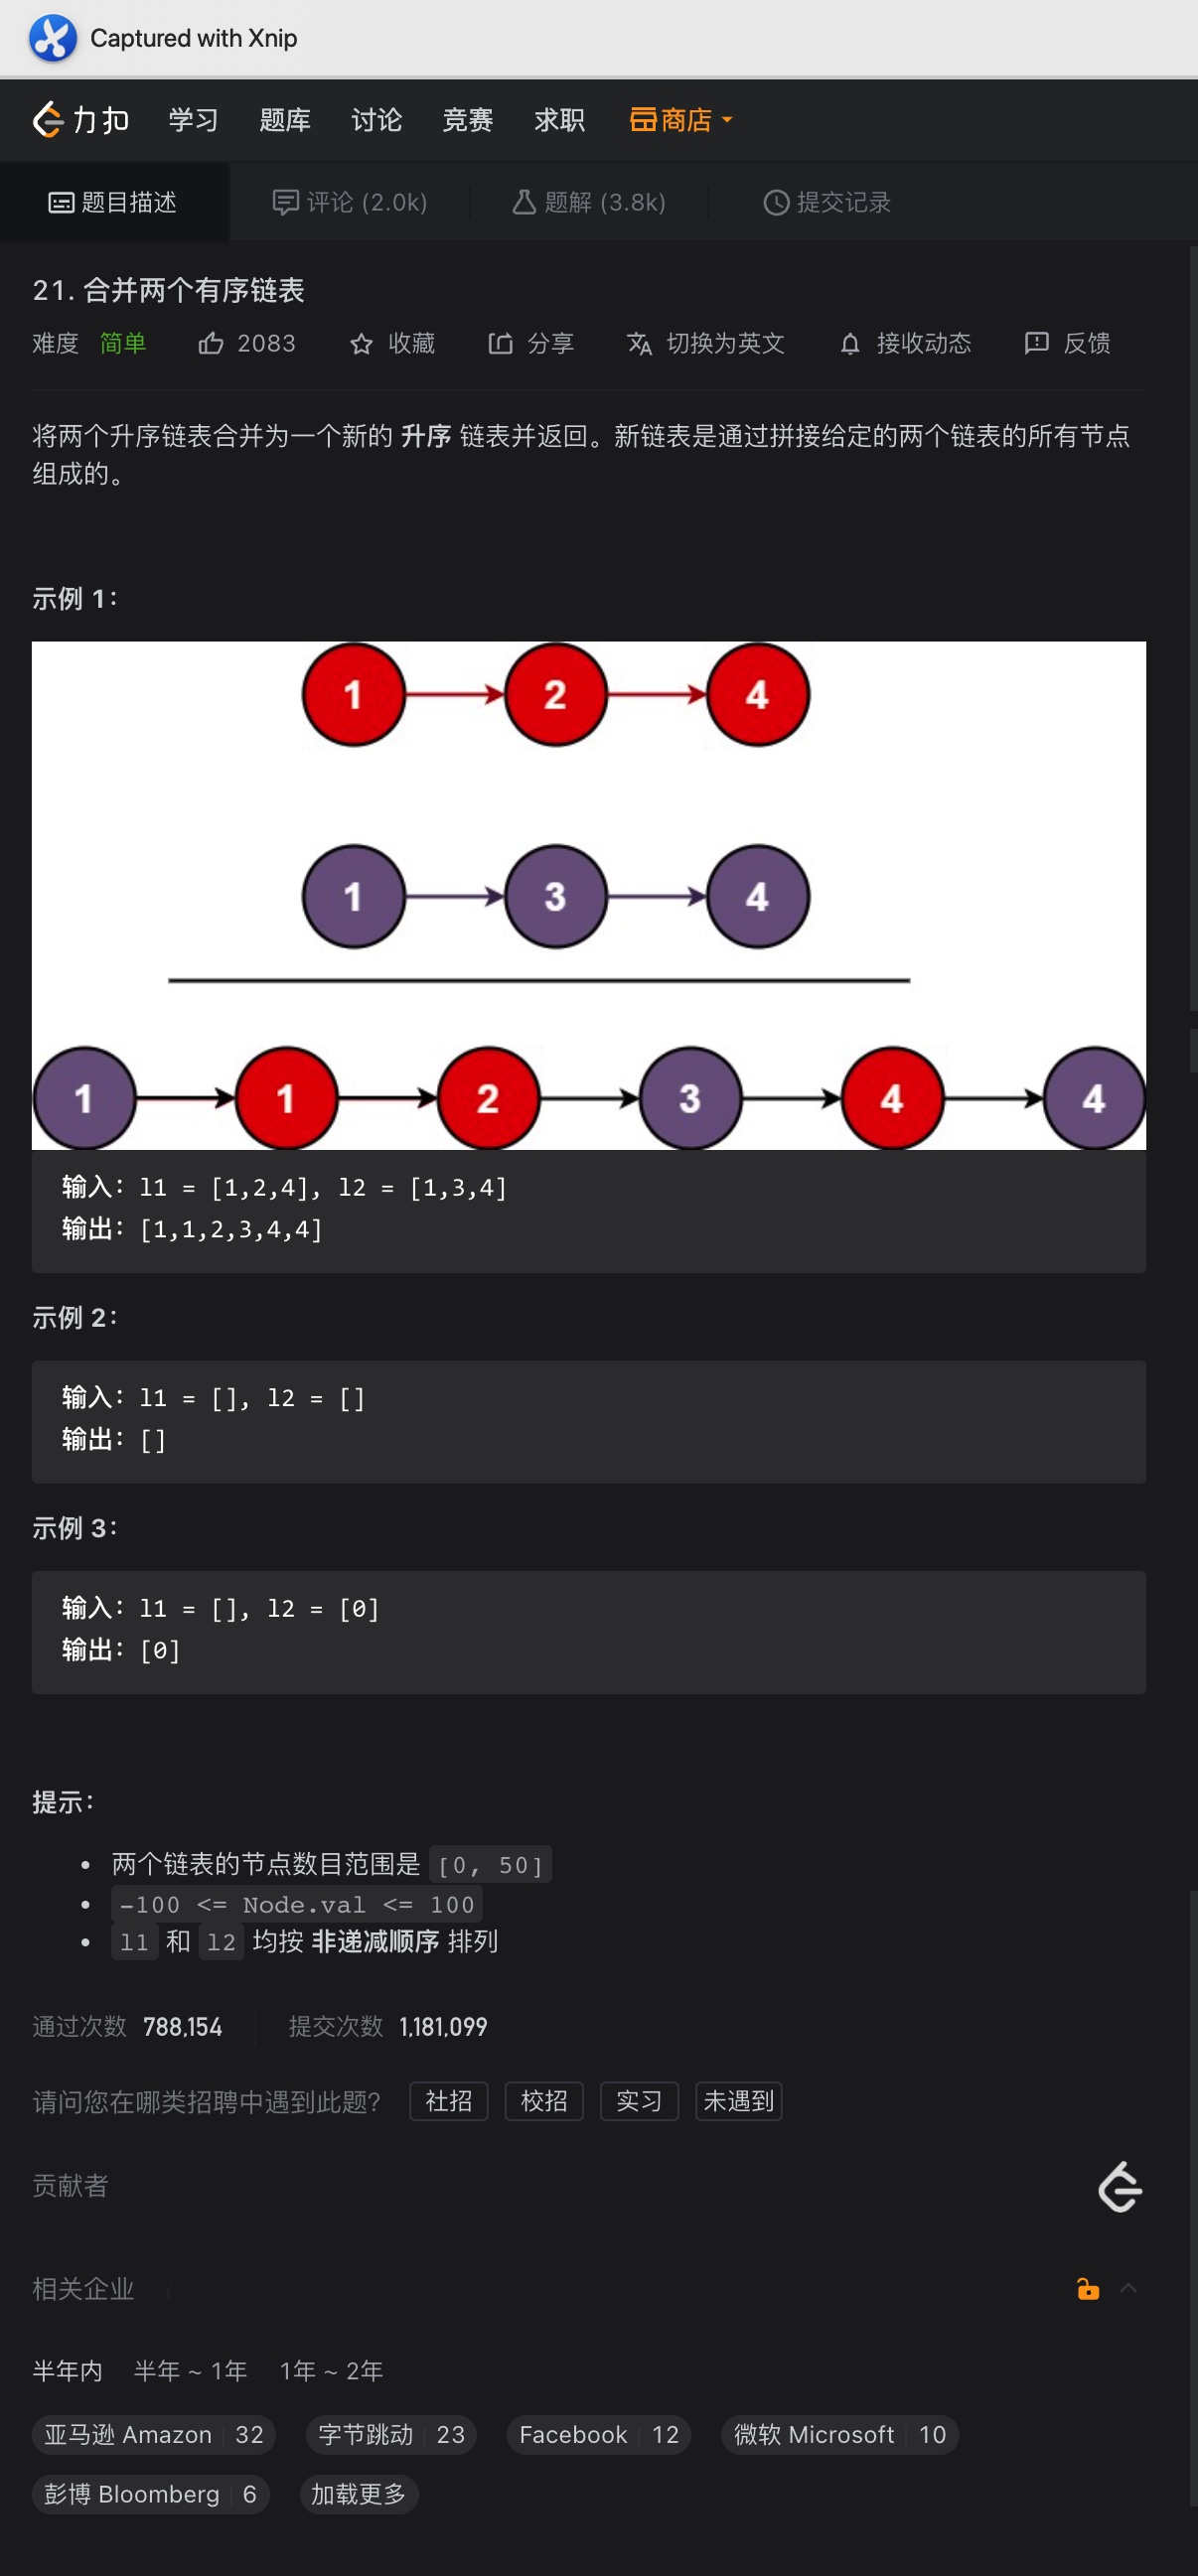 Captured with Xnip
力扣 学习 题库 讨论 竞赛 求职 商店
题目描述 评论 (2.0k) 题解 (3.8k) 提交记录
21. 合并两个有序链表
难度 简单 2083 收藏 分享 切换为英文 接收动态 反馈
将两个升序链表合并为一个新的 升序 链表并返回。新链表是通过拼接给定的两个链表的所有节点
组成的。
示例 1：
1 2 4
1 3 4
1 1 2 3 4 4
输入：l1 = [1,2,4], l2 = [1,3,4]
输出：[1,1,2,3,4,4]
示例 2：
输入：l1 = [], l2 = []
输出：[]
示例 3：
输入：l1 = [], l2 = [0]
输出：[0]
提示：
两个链表的节点数目范围是 [0, 50]
-100 <= Node.val <= 100
l1 和 l2 均按 非递减顺序 排列
通过次数 788,154 提交次数 1,181,099
请问您在哪类招聘中遇到此题？ 社招 校招 实习 未遇到
贡献者
相关企业
半年内 半年 ~ 1年 1年 ~ 2年
亚马逊 Amazon 32 字节跳动 23 Facebook 12 微软 Microsoft 10
彭博 Bloomberg 6 加载更多